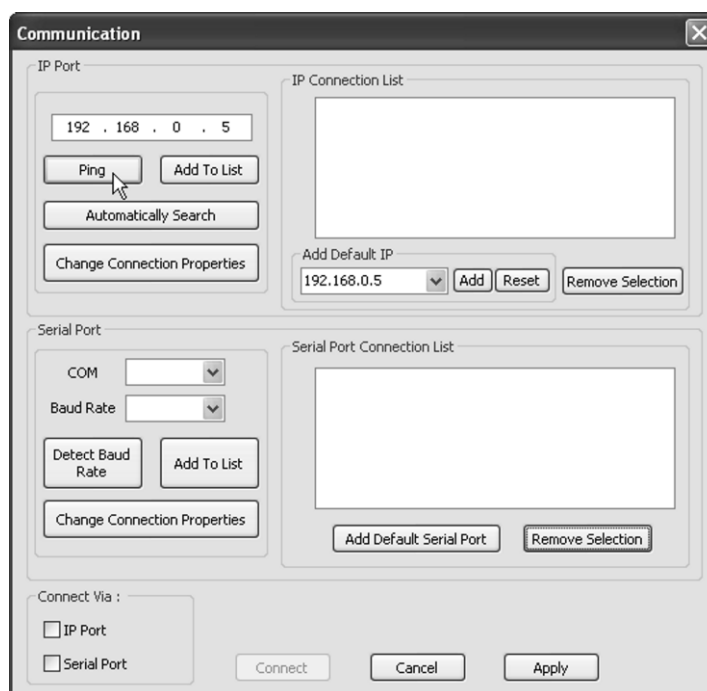 Communication
IP Port
192 . 168 . 0 . 5
Ping
Add To List
Automatically Search
Change Connection Properties
IP Connection List
Add Default IP
192.168.0.5
Add
Reset
Remove Selection
Serial Port
COM
Baud Rate
Detect Baud
Rate
Add To List
Change Connection Properties
Serial Port Connection List
Add Default Serial Port
Remove Selection
Connect Via :
IP Port
Serial Port
Connect
Cancel
Apply